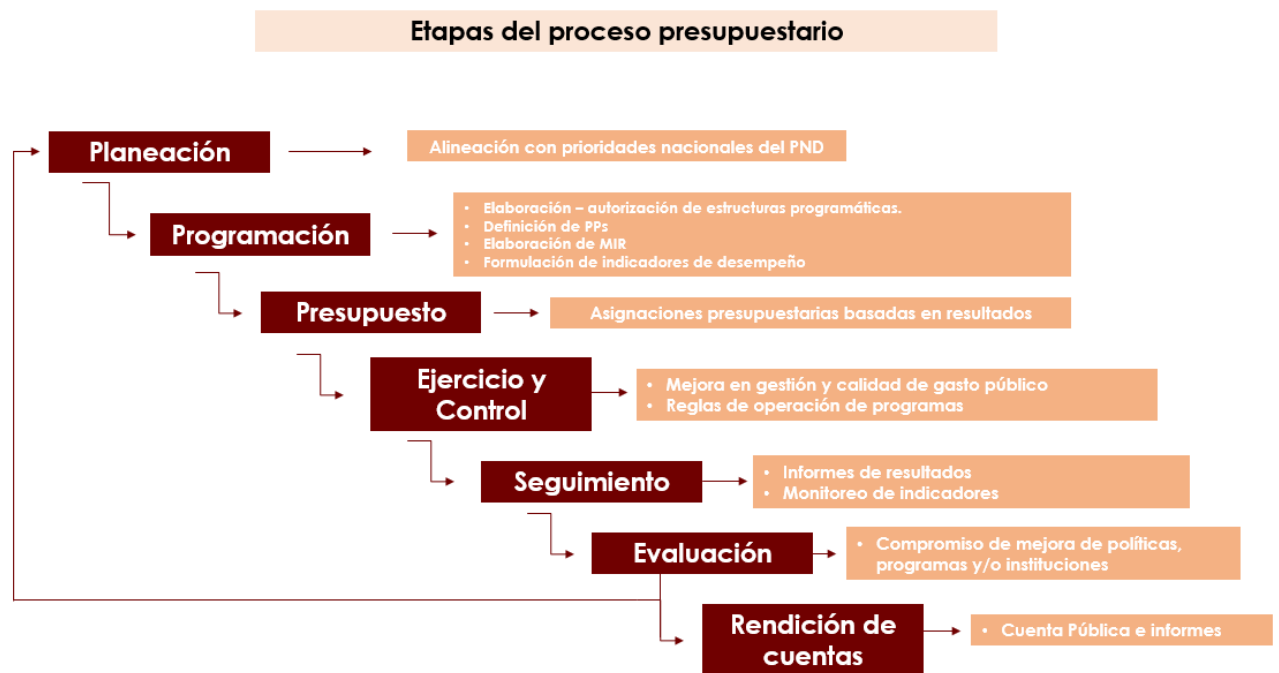 Etapas del proceso presupuestario
Planeación
Alineación con prioridades nacionales del PND
Programación
• Elaboración – autorización de estructuras programáticas.
• Definición de PPs
• Elaboración de MIR
• Formulación de indicadores de desempeño
Presupuesto
Asignaciones presupuestarias basadas en resultados
Ejercicio y
Control
• Mejora en gestión y calidad de gasto público
• Reglas de operación de programas
Seguimiento
• Informes de resultados
• Monitoreo de indicadores
Evaluación
• Compromiso de mejora de políticas,
programas y/o instituciones
Rendición de
cuentas
• Cuenta Pública e informes